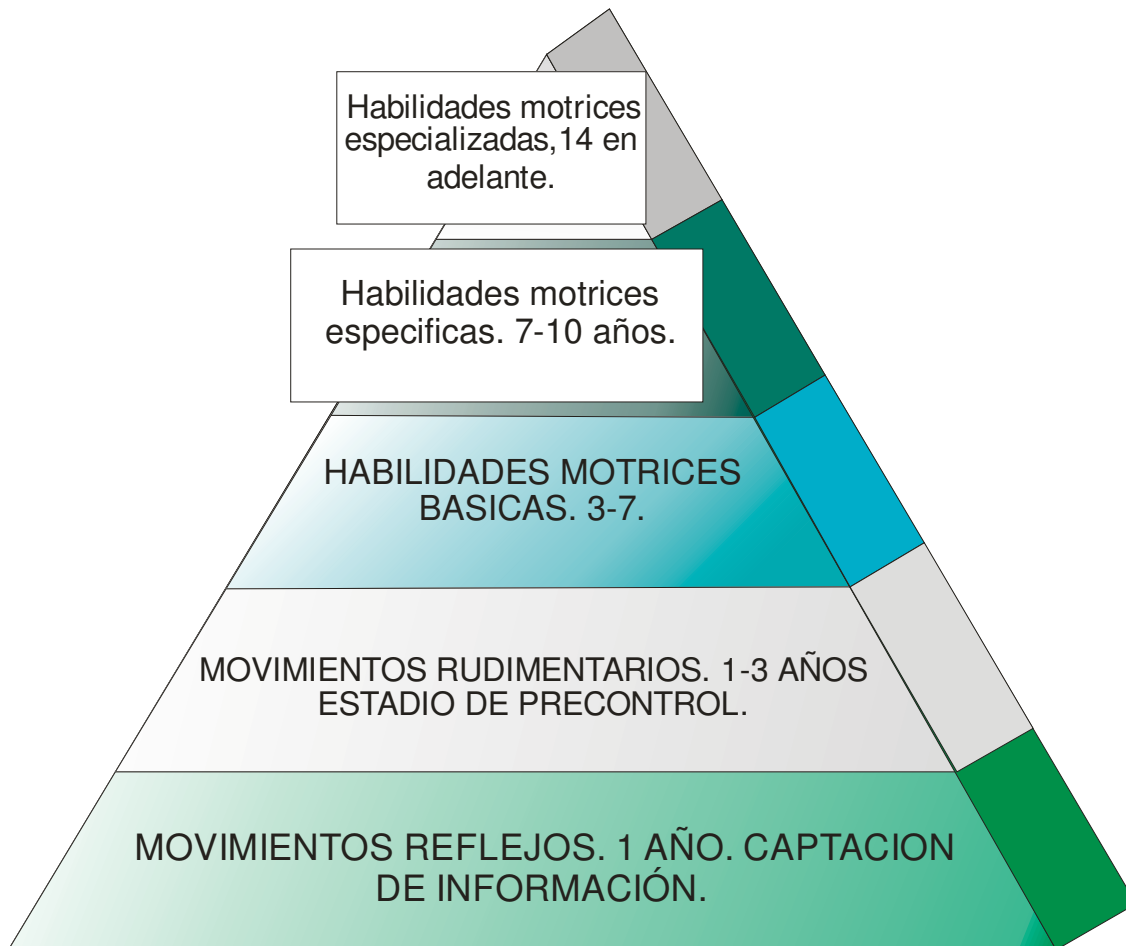 Habilidades motrices
especializadas,14 en
adelante.
Habilidades motrices
especificas. 7-10 años.
HABILIDADES MOTRICES
BASICAS. 3-7.
MOVIMIENTOS RUDIMENTARIOS. 1-3 AÑOS
ESTADIO DE PRECONTROL.
MOVIMIENTOS REFLEJOS. 1 AÑO. CAPTACION
DE INFORMACIÓN.